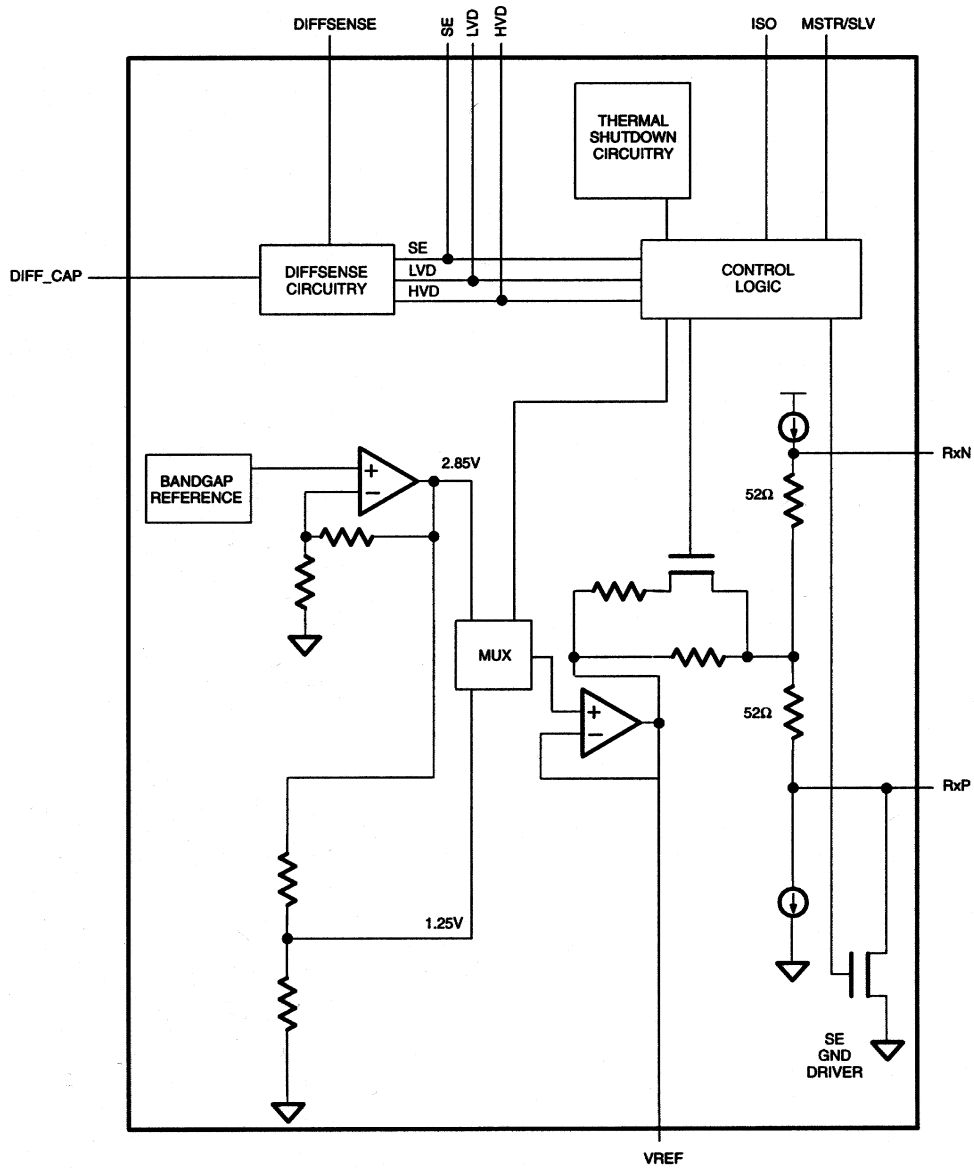 DIFFSENSE
SE
LVD
HVD
ISO
MSTR/SLV
THERMAL
SHUTDOWN
CIRCUITRY
DIFF_CAP
DIFFSENSE
CIRCUITRY
SE
LVD
HVD
CONTROL
LOGIC
BANDGAP
REFERENCE
+
−
2.85V
RxN
52Ω
MUX
+
−
52Ω
RxP
1.25V
SE
GND
DRIVER
VREF